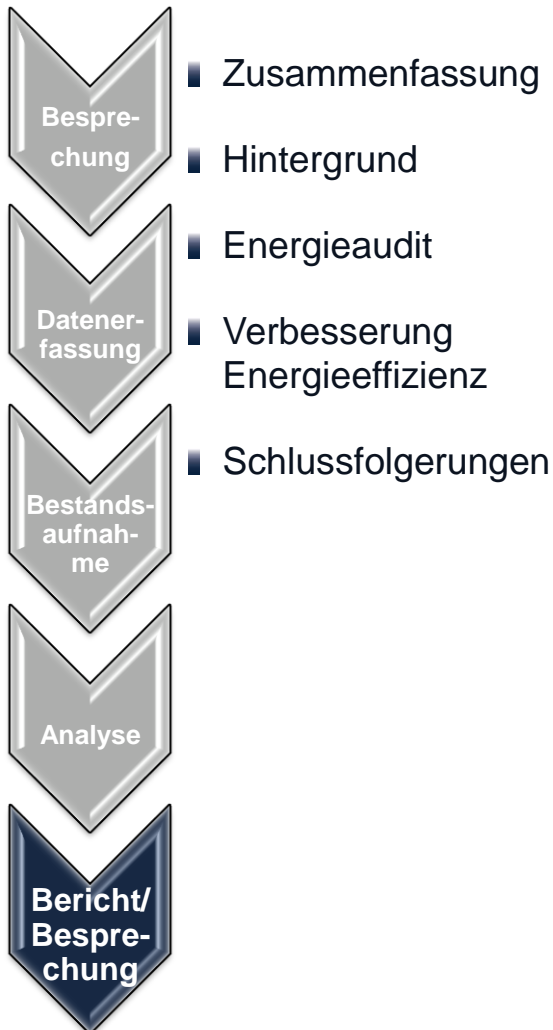 Bespre-
chung
Datener-
fassung
Bestands-
aufnah-
me
Analyse
Bericht/
Bespre-
chung
Zusammenfassung
Hintergrund
Energieaudit
Verbesserung
Energieeffizienz
Schlussfolgerungen